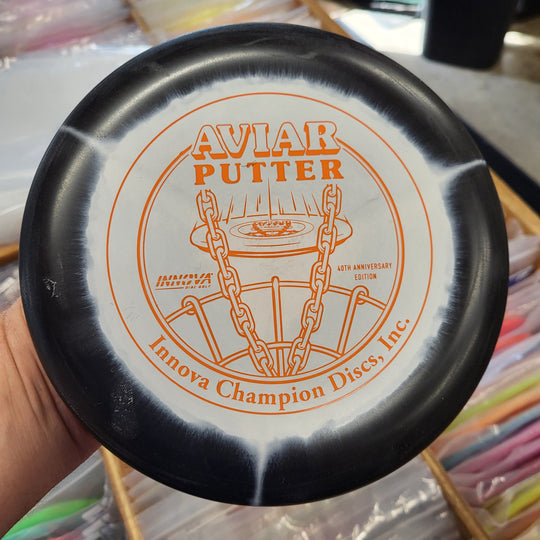 AVIAR
PUTTER
40TH ANNIVERSARY
EDITION
INNOVA
Innova Champion Discs, Inc.